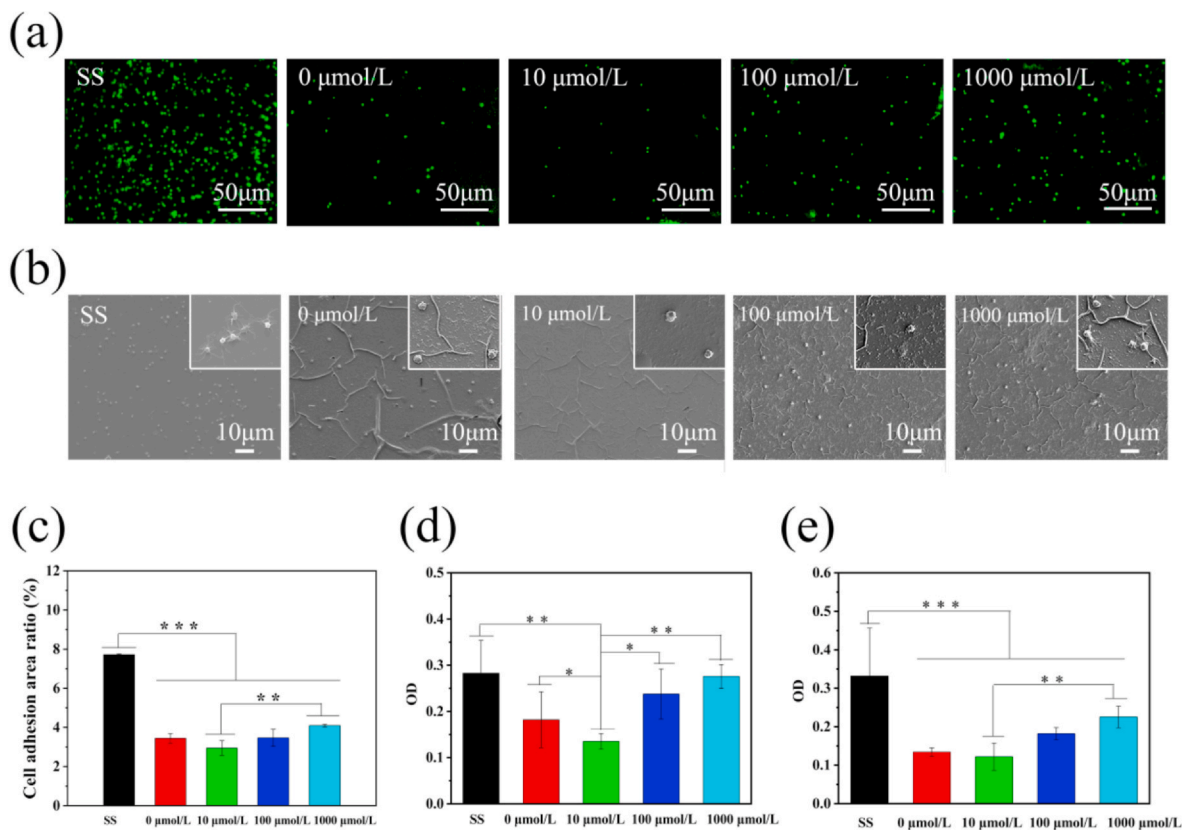 (a)
SS
0 μmol/L
10 μmol/L
100 μmol/L
1000 μmol/L
50μm
50μm
50μm
50μm
50μm
(b)
SS
0 μmol/L
10 μmol/L
100 μmol/L
1000 μmol/L
10μm
10μm
10μm
10μm
10μm
(c)
Cell adhesion area ratio (%)
12
10
8
6
4
2
0
* * *
* *
SS
0 μmol/L
10 μmol/L
100 μmol/L
1000 μmol/L
(d)
OD
0.5
0.4
0.3
0.2
0.1
0.0
* *
* *
*
*
SS
0 μmol/L
10 μmol/L
100 μmol/L
1000 μmol/L
(e)
OD
0.6
0.5
0.4
0.3
0.2
0.1
0.0
* * *
* *
SS
0 μmol/L
10 μmol/L
100 μmol/L
1000 μmol/L